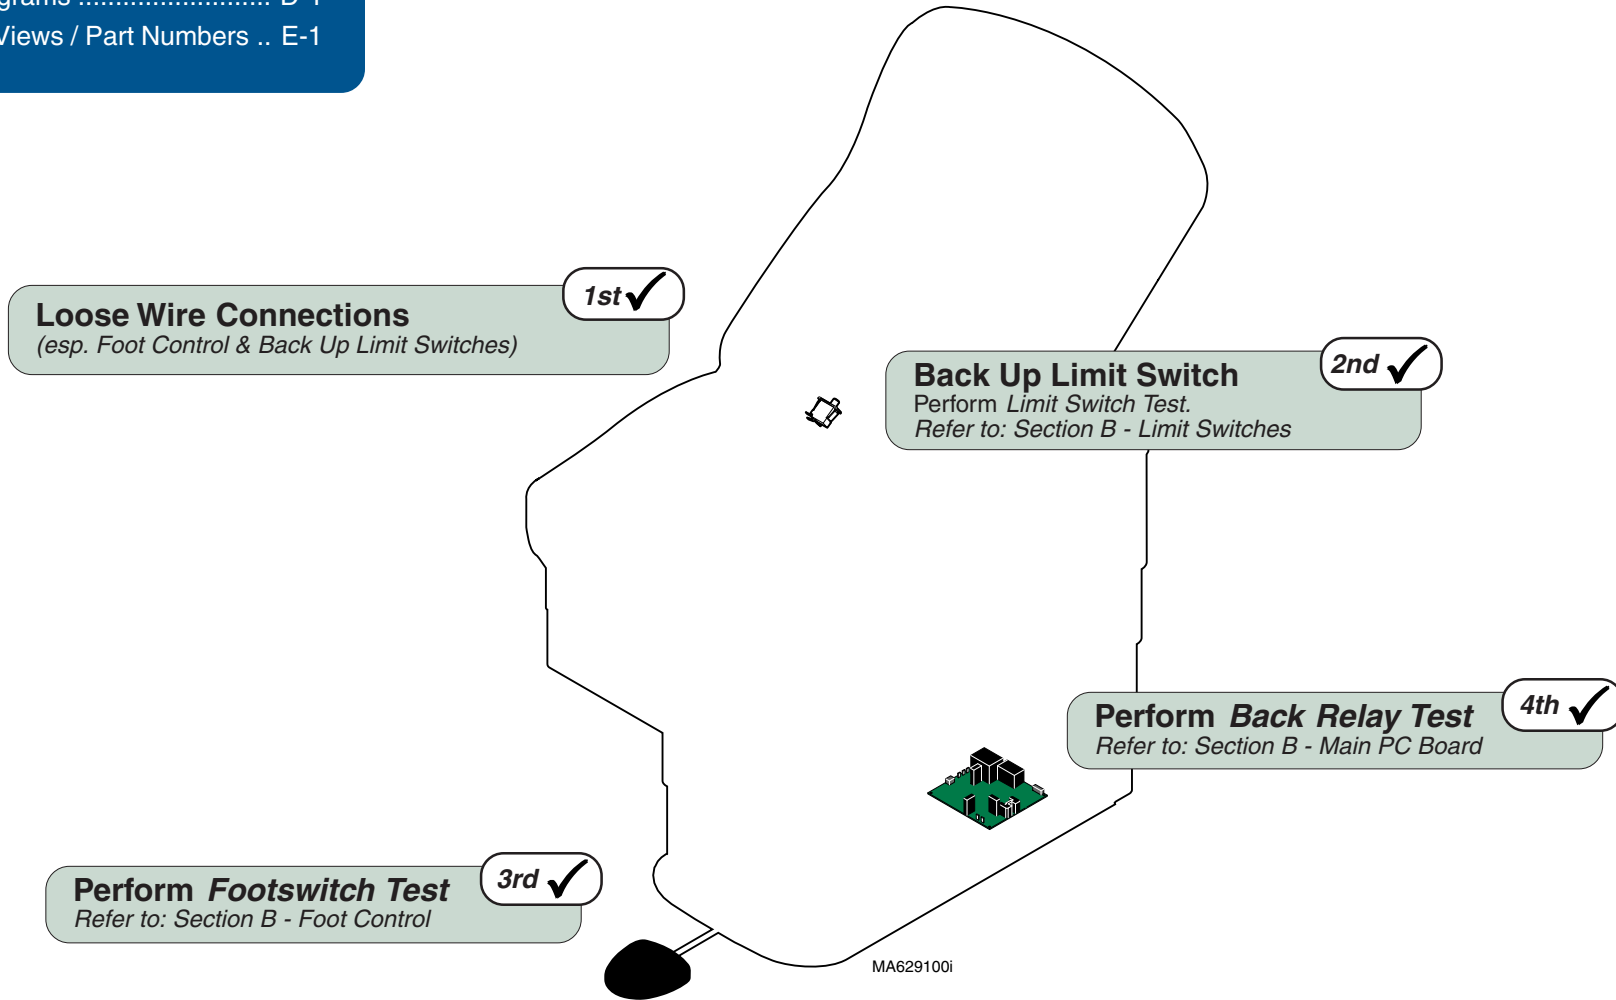 Views / Part Numbers .. E-1
Loose Wire Connections
(esp. Foot Control & Back Up Limit Switches)
1st
Back Up Limit Switch
Perform Limit Switch Test.
Refer to: Section B - Limit Switches
2nd
Perform Back Relay Test
Refer to: Section B - Main PC Board
4th
Perform Footswitch Test
Refer to: Section B - Foot Control
3rd
MA629100i